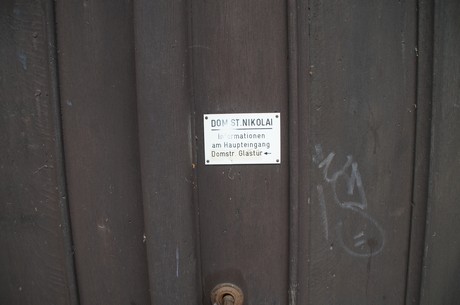 DOM ST. NIKOLAI
Informationen
am Haupteingang
Domstr. Glastür ←